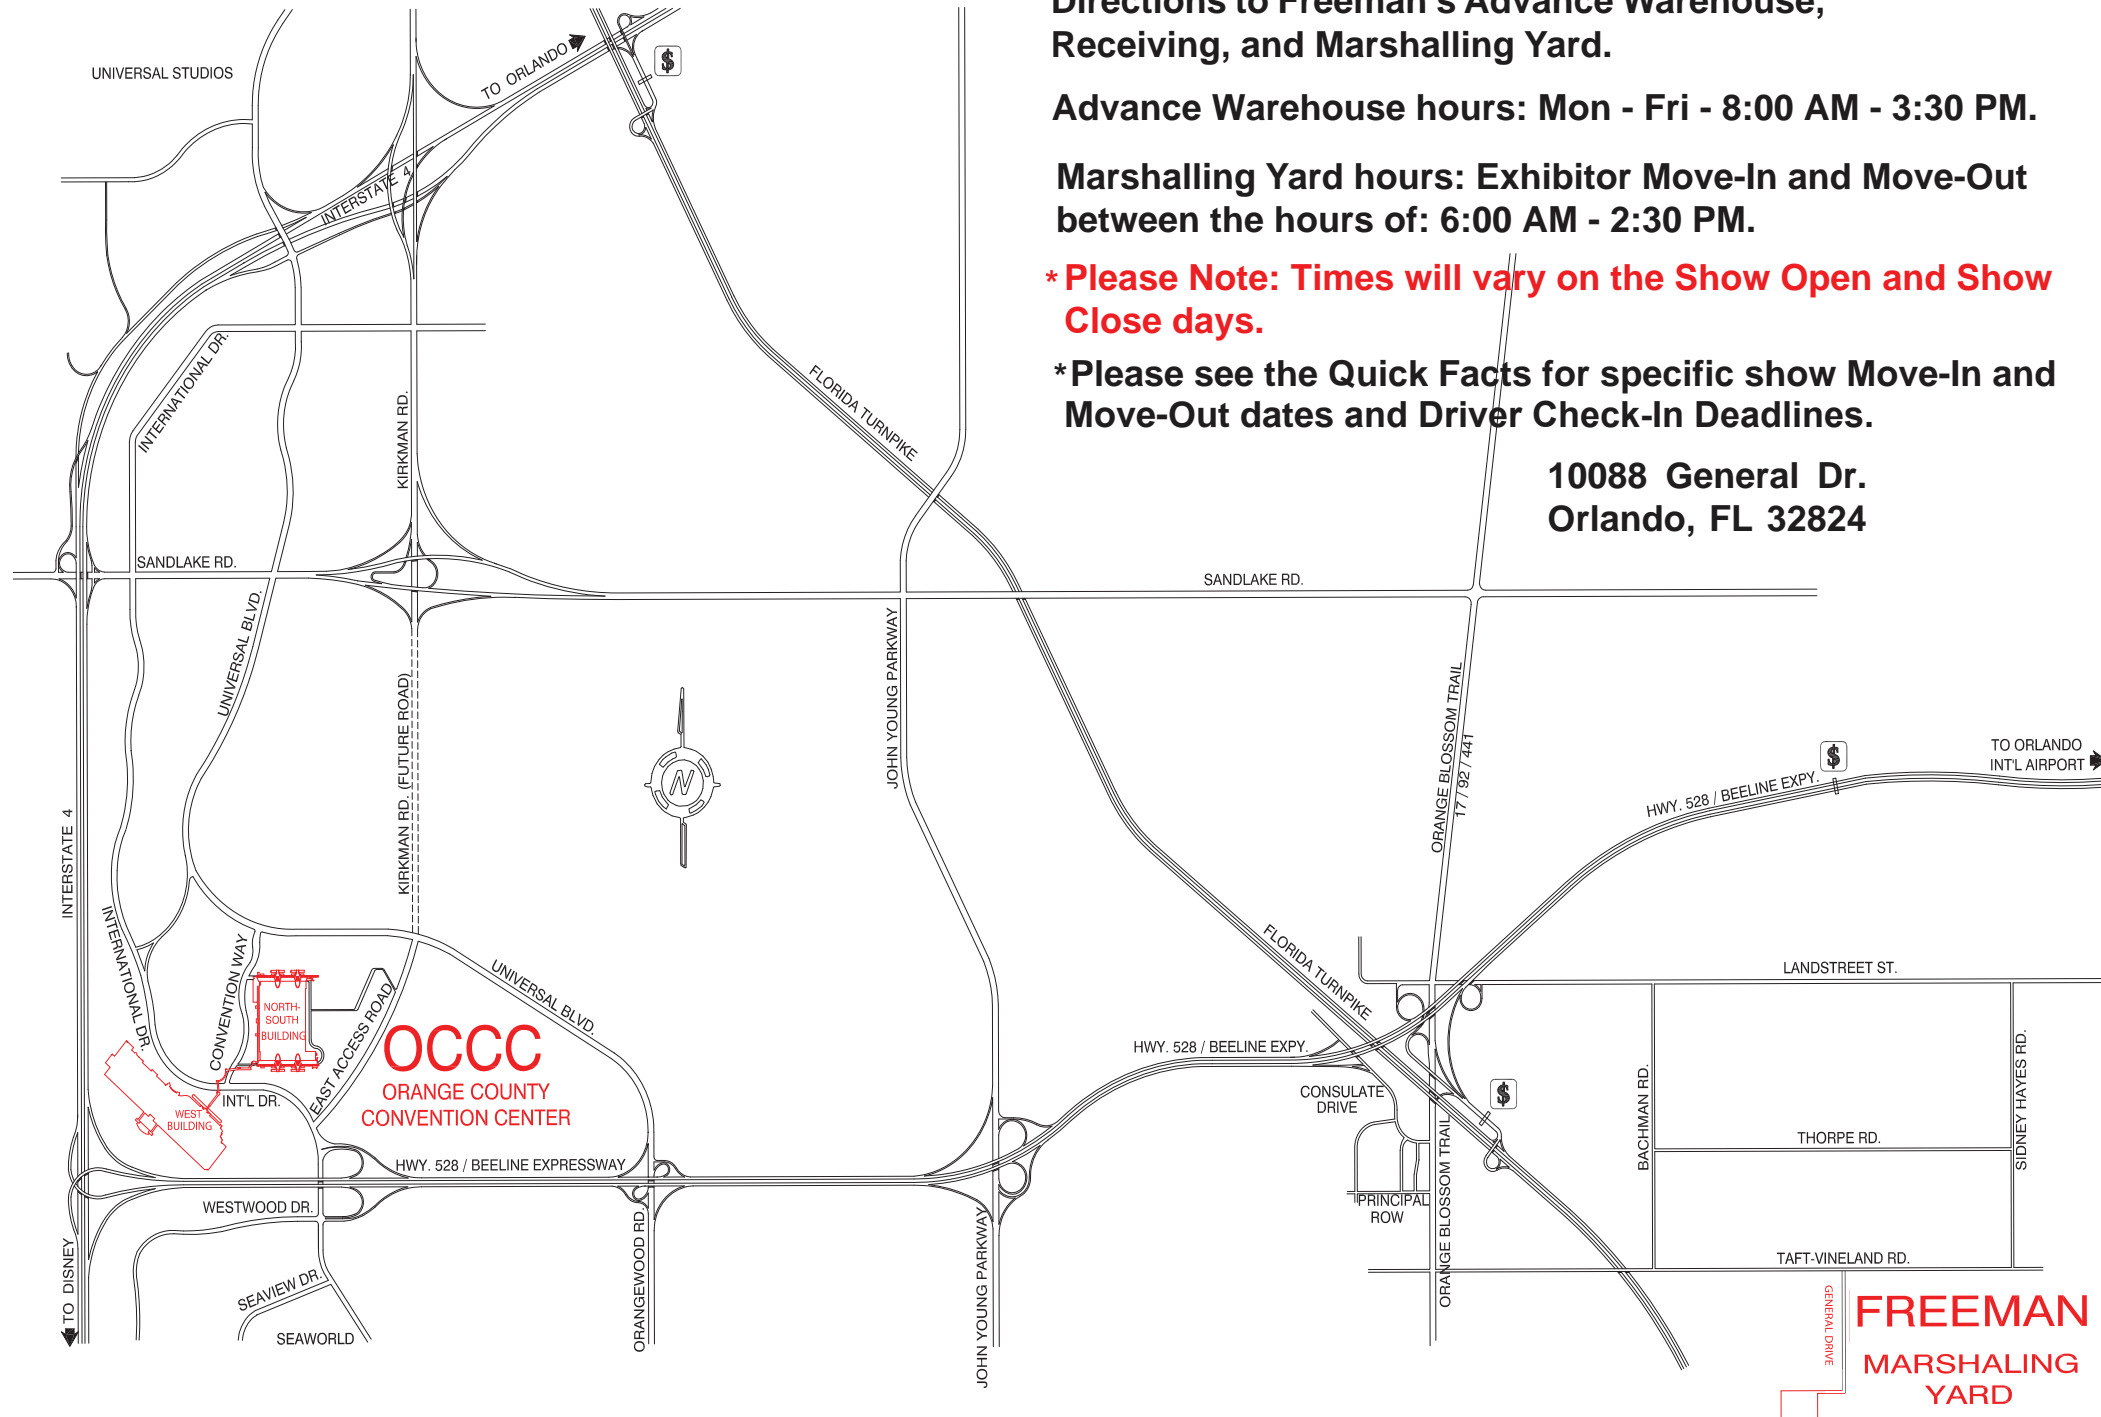 Directions to Freeman's Advance Warehouse,
Receiving, and Marshalling Yard.
Advance Warehouse hours: Mon - Fri - 8:00 AM - 3:30 PM.
Marshalling Yard hours: Exhibitor Move-In and Move-Out
between the hours of: 6:00 AM - 2:30 PM.
*Please Note: Times will vary on the Show Open and Show
Close days.
*Please see the Quick Facts for specific show Move-In and
Move-Out dates and Driver Check-In Deadlines.
10088 General Dr.
Orlando, FL 32824
UNIVERSAL STUDIOS
TO ORLANDO
$
INTERSTATE 4
INTERNATIONAL DR.
KIRKMAN RD.
FLORIDA TURNPIKE
SANDLAKE RD.
SANDLAKE RD.
UNIVERSAL BLVD.
KIRKMAN RD. (FUTURE ROAD)
JOHN YOUNG PARKWAY
ORANGE BLOSSOM TRAIL
17 / 92 / 441
N
$
TO ORLANDO
INT'L AIRPORT
HWY. 528 / BEELINE EXPY.
INTERSTATE 4
INTERNATIONAL DR.
CONVENTION WAY
NORTH-
SOUTH
BUILDING
EAST ACCESS ROAD
UNIVERSAL BLVD.
FLORIDA TURNPIKE
LANDSTREET ST.
OCCC
ORANGE COUNTY
CONVENTION CENTER
WEST
BUILDING
INT'L DR.
HWY. 528 / BEELINE EXPY.
CONSULATE
DRIVE
$
BACHMAN RD.
THORPE RD.
SIDNEY HAYES RD.
HWY. 528 / BEELINE EXPRESSWAY
WESTWOOD DR.
PRINCIPAL
ROW
ORANGE BLOSSOM TRAIL
TAFT-VINELAND RD.
TO DISNEY
SEAVIEW DR.
SEAWORLD
ORANGEWOOD RD.
JOHN YOUNG PARKWAY
GENERAL DRIVE
FREEMAN
MARSHALING
YARD